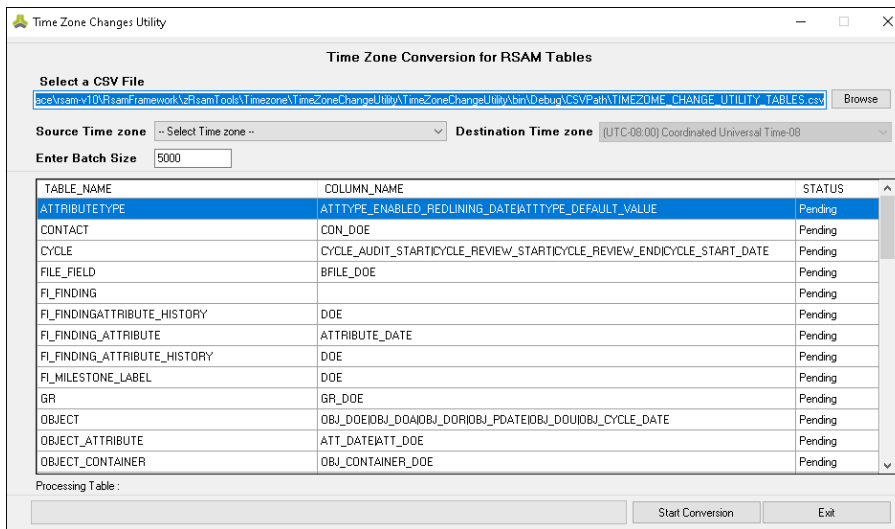 Time Zone Changes Utility
Time Zone Conversion for RSAM Tables
Select a CSV File
ace\rsam-v10\RsamFramework\zRsamTools\Timezone\TimeZoneChangeUtility\TimeZoneChangeUtility\bin\Debug\CSVPath\TIMEZOME_CHANGE_UTILITY_TABLES.csv Browse
Source Time zone -- Select Time zone -- Destination Time zone (UTC-08:00) Coordinated Universal Time-08
Enter Batch Size 5000
TABLE_NAME COLUMN_NAME STATUS
ATTRIBUTETYPE ATTTYPE_ENABLED_REDLINING_DATE|ATTTYPE_DEFAULT_VALUE Pending
CONTACT CON_DOE Pending
CYCLE CYCLE_AUDIT_START|CYCLE_REVIEW_START|CYCLE_REVIEW_END|CYCLE_START_DATE Pending
FILE_FIELD BFILE_DOE Pending
FI_FINDING Pending
FI_FINDINGATTRIBUTE_HISTORY DOE Pending
FI_FINDING_ATTRIBUTE ATTRIBUTE_DATE Pending
FI_FINDING_ATTRIBUTE_HISTORY DOE Pending
FI_MILESTONE_LABEL DOE Pending
GR GR_DOE Pending
OBJECT OBJ_DOE|OBJ_DOA|OBJ_DOR|OBJ_PDATE|OBJ_DOU|OBJ_CYCLE_DATE Pending
OBJECT_ATTRIBUTE ATT_DATE|ATT_DOE Pending
OBJECT_CONTAINER OBJ_CONTAINER_DOE Pending
Processing Table :
Start Conversion Exit